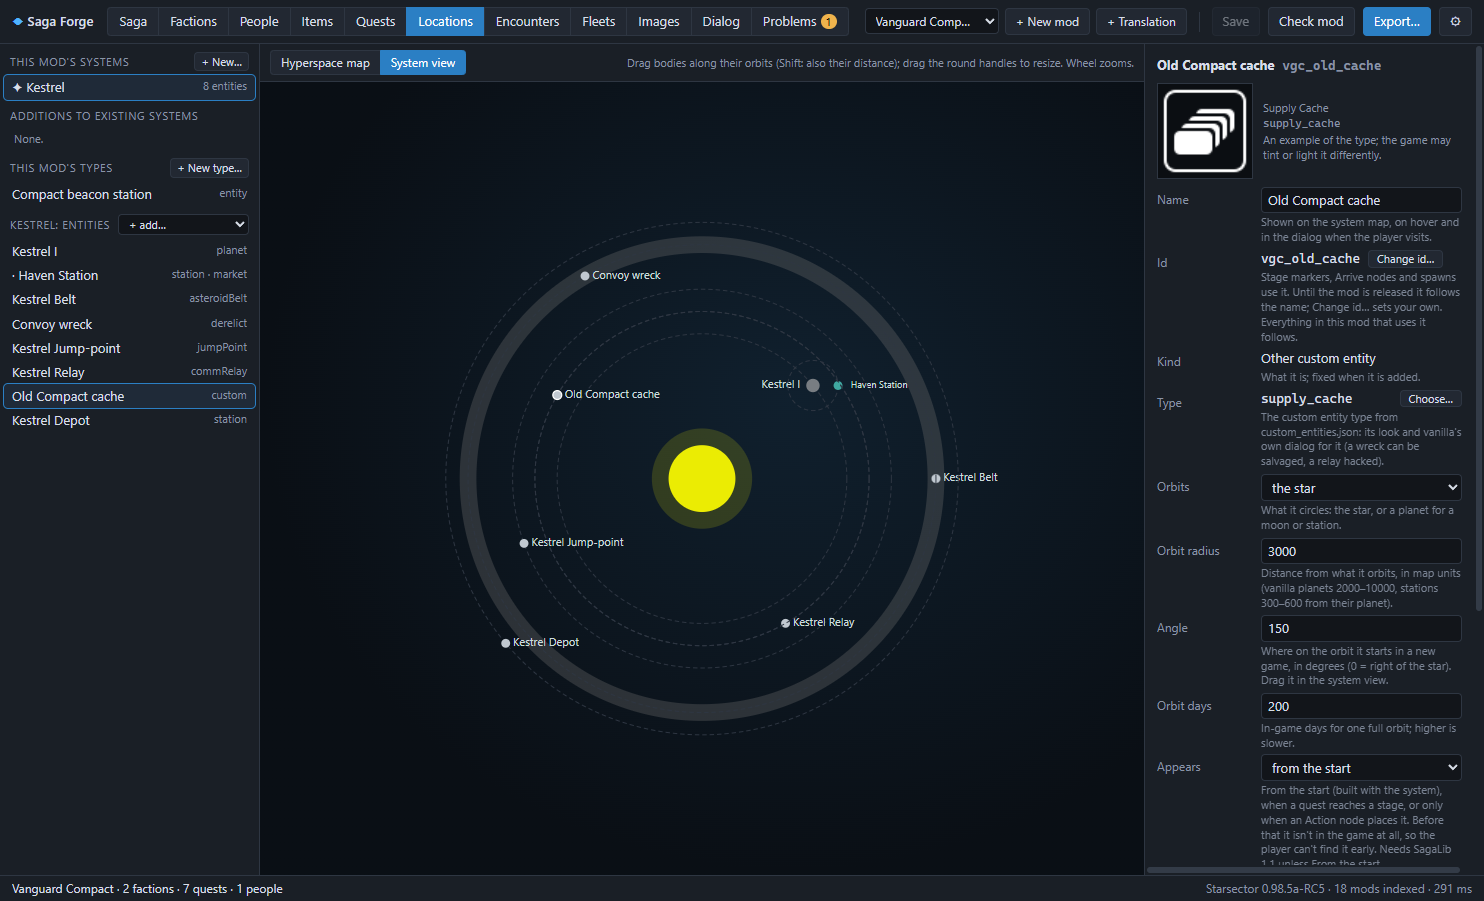 Saga Forge
Saga
Factions
People
Items
Quests
Locations
Encounters
Fleets
Images
Dialog
Problems 1
Vanguard Comp...
+ New mod
+ Translation
Save
Check mod
Export...
THIS MOD'S SYSTEMS
+ New...
Kestrel
8 entities
ADDITIONS TO EXISTING SYSTEMS
None.
THIS MOD'S TYPES
+ New type...
Compact beacon station
entity
KESTREL: ENTITIES
+ add...
Kestrel I
planet
· Haven Station
station · market
Kestrel Belt
asteroidBelt
Convoy wreck
derelict
Kestrel Jump-point
jumpPoint
Kestrel Relay
commRelay
Old Compact cache
custom
Kestrel Depot
station
Hyperspace map
System view
Drag bodies along their orbits (Shift: also their distance); drag the round handles to resize. Wheel zooms.
Convoy wreck
Kestrel I
Haven Station
Old Compact cache
Kestrel Belt
Kestrel Jump-point
Kestrel Relay
Kestrel Depot
Old Compact cache vgc_old_cache
Supply Cache
supply_cache
An example of the type; the game may
tint or light it differently.
Name
Old Compact cache
Shown on the system map, on hover and
in the dialog when the player visits.
Id
vgc_old_cache
Change id...
Stage markers, Arrive nodes and spawns
use it. Until the mod is released it follows
the name; Change id... sets your own.
Everything in this mod that uses it
follows.
Kind
Other custom entity
What it is; fixed when it is added.
Type
supply_cache
Choose...
The custom entity type from
custom_entities.json: its look and vanilla's
own dialog for it (a wreck can be
salvaged, a relay hacked).
Orbits
the star
What it circles: the star, or a planet for a
moon or station.
Orbit radius
3000
Distance from what it orbits, in map units
(vanilla planets 2000–10000, stations
300–600 from their planet).
Angle
150
Where on the orbit it starts in a new
game, in degrees (0 = right of the star).
Drag it in the system view.
Orbit days
200
In-game days for one full orbit; higher is
slower.
Appears
from the start
From the start (built with the system),
when a quest reaches a stage, or only
when an Action node places it. Before
that it isn't in the game at all, so the
player can't find it early. Needs SagaLib
1.1 unless From the start.
Vanguard Compact · 2 factions · 7 quests · 1 people
Starsector 0.98.5a-RC5 · 18 mods indexed · 291 ms